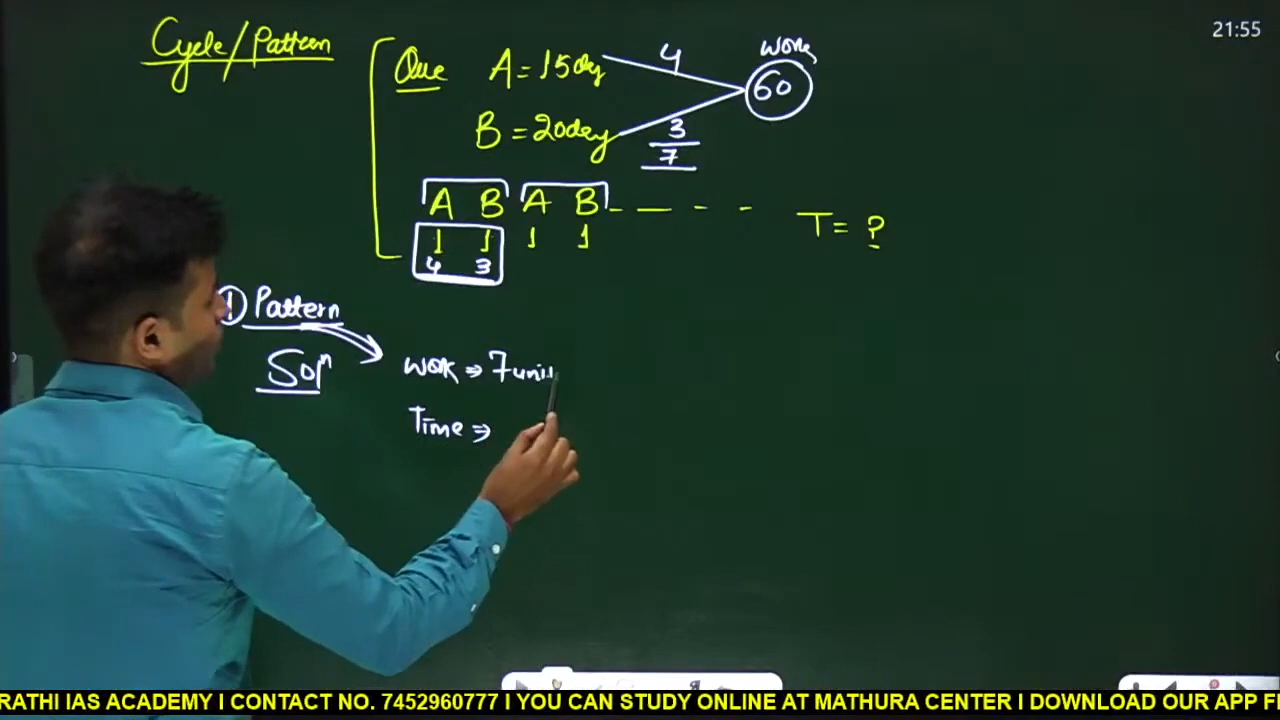 21:55
Cycle/Pattern
Que A = 15 day 4 work 60
B = 20 day 3
7
A B A B _ _ - - T = ?
1 1 1 1
4 3
① Pattern
Solⁿ work ⇒ 7 unit
Time ⇒
RATHI IAS ACADEMY I CONTACT NO. 7452960777 I YOU CAN STUDY ONLINE AT MATHURA CENTER I DOWNLOAD OUR APP F